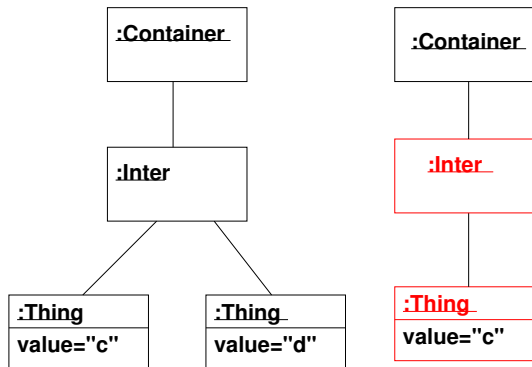 :Container
:Container
:Inter
:Inter
:Thing
:Thing
:Thing
value="c"
value="d"
value="c"